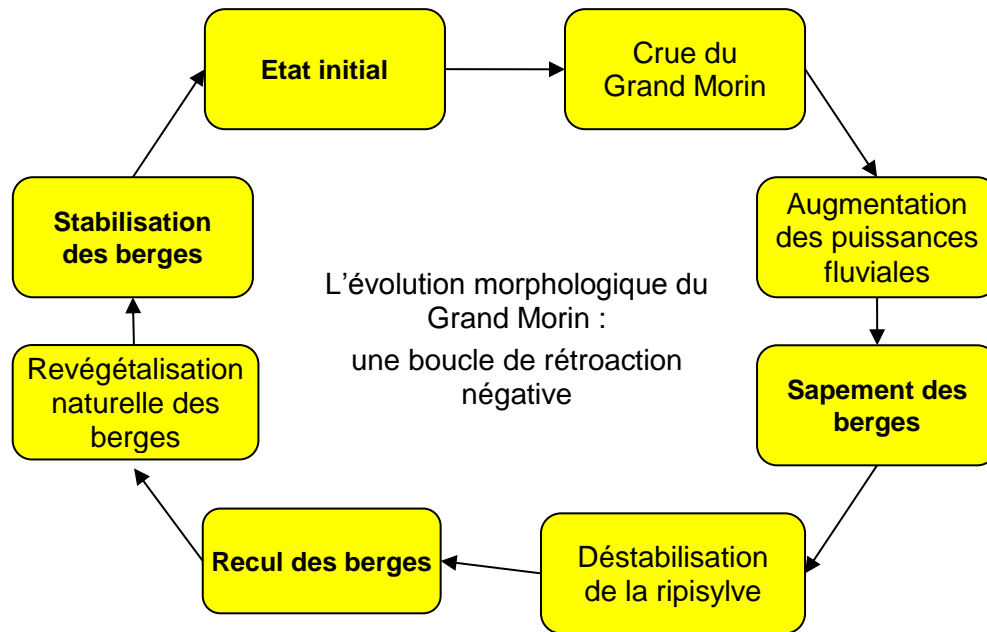 Etat initial
Crue du
Grand Morin
Augmentation
des puissances
fluviales
Sapement des
berges
Déstabilisation
de la ripisylve
Recul des berges
Revégétalisation
naturelle des
berges
Stabilisation
des berges
L'évolution morphologique du
Grand Morin :
une boucle de rétroaction
négative